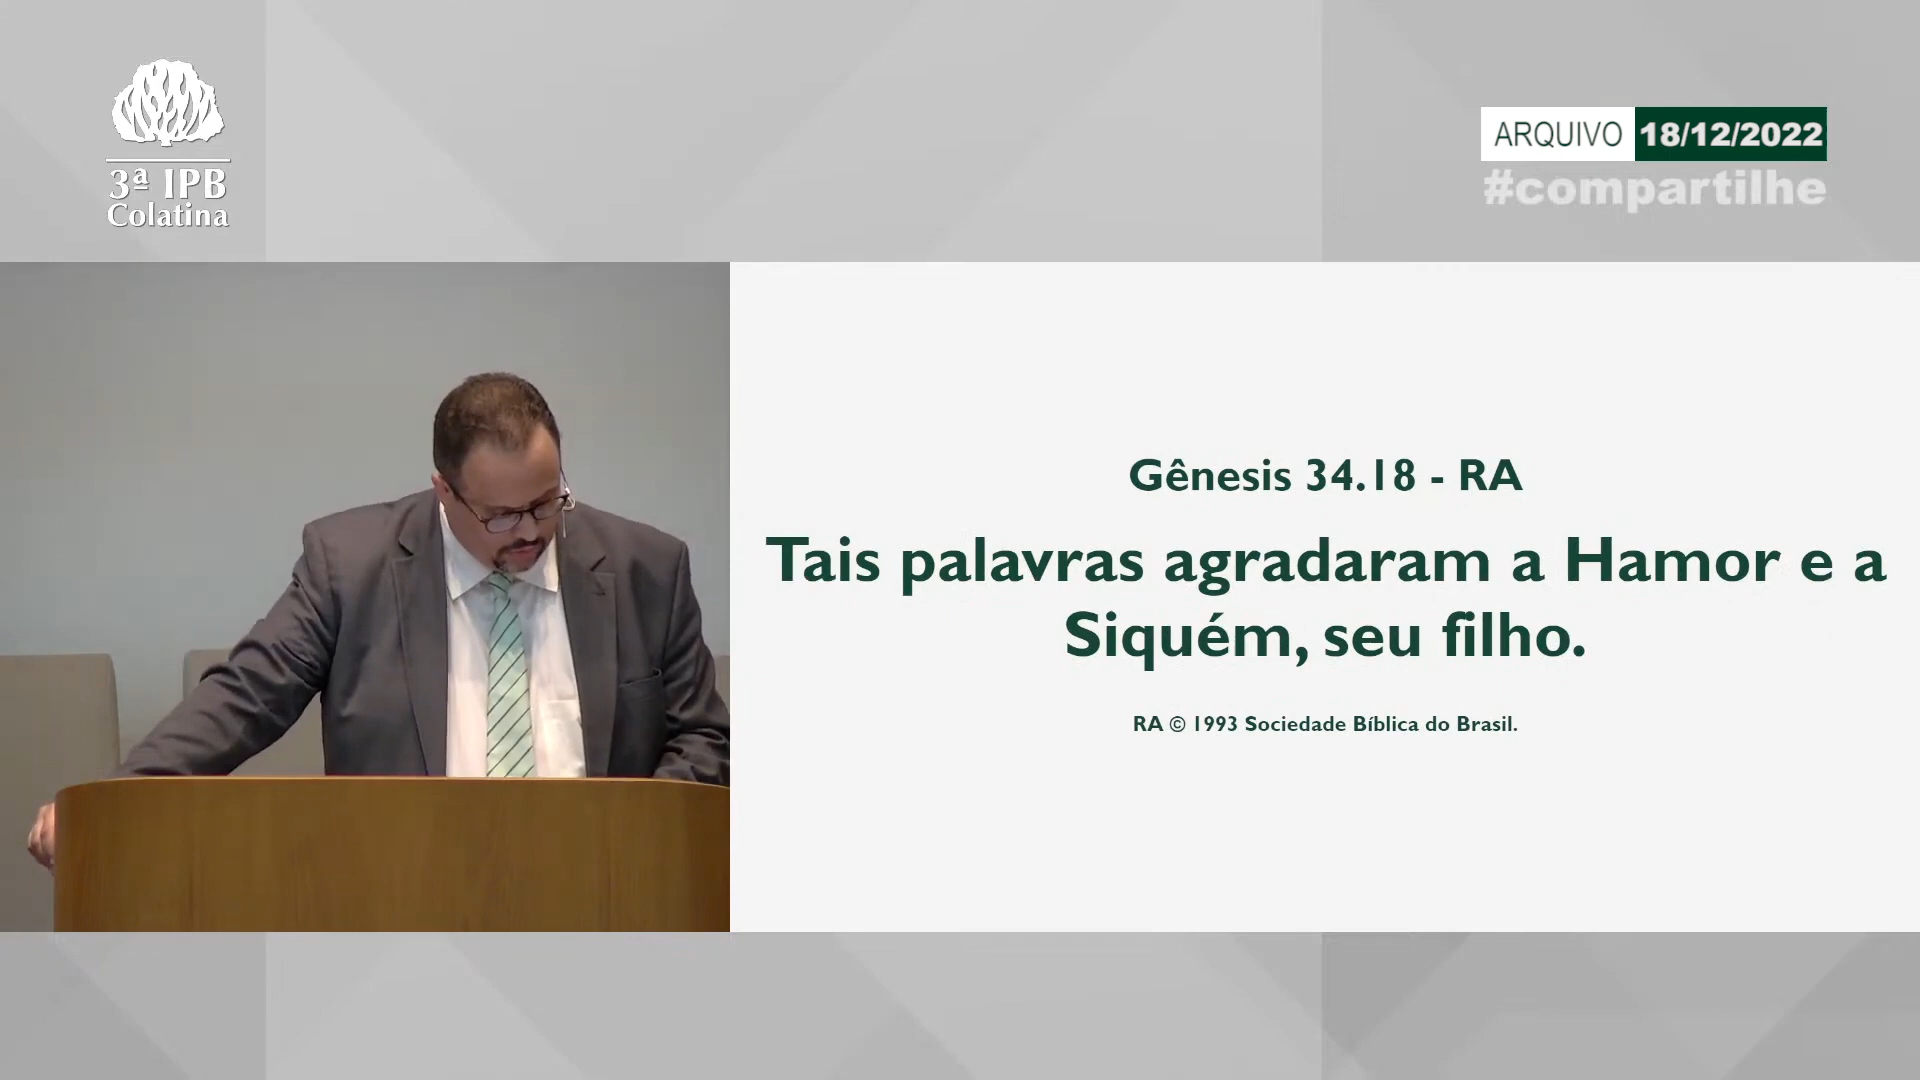 3ª IPB
Colatina
ARQUIVO 18/12/2022
#compartilhe
Gênesis 34.18 - RA
Tais palavras agradaram a Hamor e a
Siquém, seu filho.
RA © 1993 Sociedade Bíblica do Brasil.